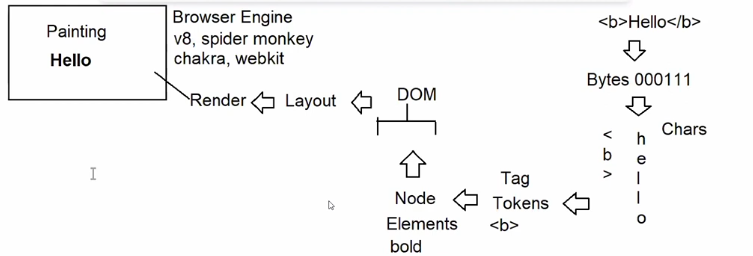 Painting
Hello
Browser Engine
v8, spider monkey
chakra, webkit
<b>Hello</b>
Bytes 000111
Chars
<
b
>
h
e
l
l
o
Render
Layout
DOM
Tag
Tokens
<b>
Node
Elements
bold